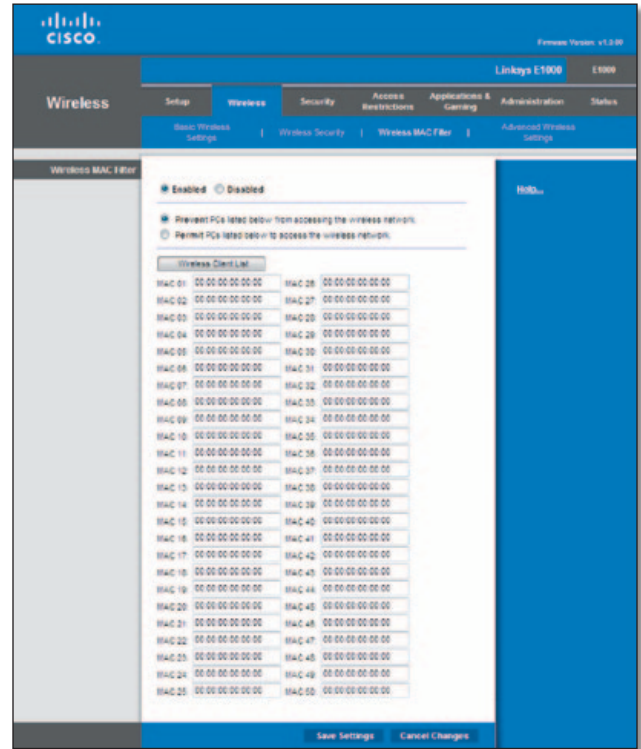 CISCO
Firmware Version: v1.0.00
Linksys E1000 E1000
Wireless
Setup Wireless Security Access Restrictions Applications & Gaming Administration Status
Basic Wireless Settings | Wireless Security | Wireless MAC Filter | Advanced Wireless Settings
Wireless MAC Filter
Enabled Disabled
Help...
Prevent PCs listed below from accessing the wireless network.
Permit PCs listed below to access the wireless network.
Wireless Client List
MAC 01: 00:00:00:00:00:00 MAC 26: 00:00:00:00:00:00
MAC 02: 00:00:00:00:00:00 MAC 27: 00:00:00:00:00:00
MAC 03: 00:00:00:00:00:00 MAC 28: 00:00:00:00:00:00
MAC 04: 00:00:00:00:00:00 MAC 29: 00:00:00:00:00:00
MAC 05: 00:00:00:00:00:00 MAC 30: 00:00:00:00:00:00
MAC 06: 00:00:00:00:00:00 MAC 31: 00:00:00:00:00:00
MAC 07: 00:00:00:00:00:00 MAC 32: 00:00:00:00:00:00
MAC 08: 00:00:00:00:00:00 MAC 33: 00:00:00:00:00:00
MAC 09: 00:00:00:00:00:00 MAC 34: 00:00:00:00:00:00
MAC 10: 00:00:00:00:00:00 MAC 35: 00:00:00:00:00:00
MAC 11: 00:00:00:00:00:00 MAC 36: 00:00:00:00:00:00
MAC 12: 00:00:00:00:00:00 MAC 37: 00:00:00:00:00:00
MAC 13: 00:00:00:00:00:00 MAC 38: 00:00:00:00:00:00
MAC 14: 00:00:00:00:00:00 MAC 39: 00:00:00:00:00:00
MAC 15: 00:00:00:00:00:00 MAC 40: 00:00:00:00:00:00
MAC 16: 00:00:00:00:00:00 MAC 41: 00:00:00:00:00:00
MAC 17: 00:00:00:00:00:00 MAC 42: 00:00:00:00:00:00
MAC 18: 00:00:00:00:00:00 MAC 43: 00:00:00:00:00:00
MAC 19: 00:00:00:00:00:00 MAC 44: 00:00:00:00:00:00
MAC 20: 00:00:00:00:00:00 MAC 45: 00:00:00:00:00:00
MAC 21: 00:00:00:00:00:00 MAC 46: 00:00:00:00:00:00
MAC 22: 00:00:00:00:00:00 MAC 47: 00:00:00:00:00:00
MAC 23: 00:00:00:00:00:00 MAC 48: 00:00:00:00:00:00
MAC 24: 00:00:00:00:00:00 MAC 49: 00:00:00:00:00:00
MAC 25: 00:00:00:00:00:00 MAC 50: 00:00:00:00:00:00
Save Settings Cancel Changes